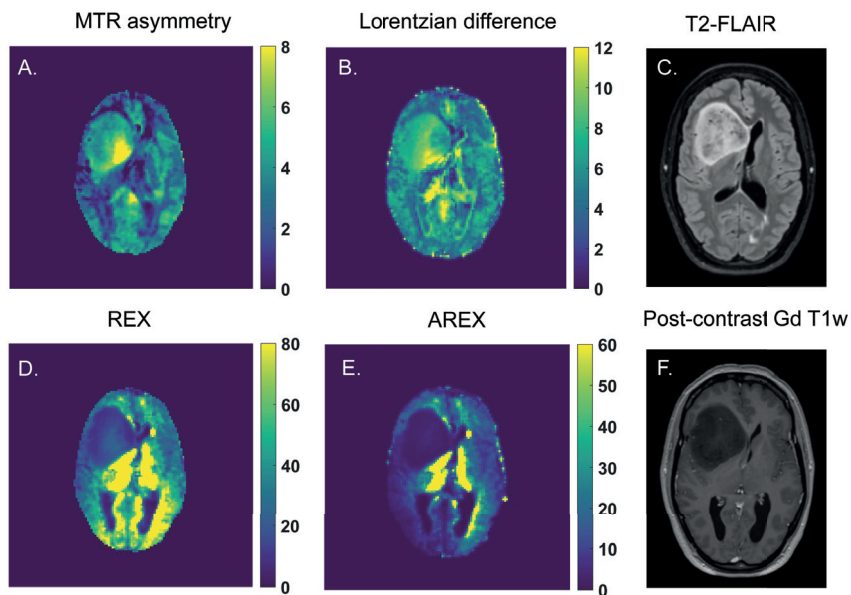 MTR asymmetry
Lorentzian difference
T2-FLAIR
A.
8
6
4
2
0
B.
12
10
8
6
4
2
0
C.
REX
AREX
Post-contrast Gd T1w
D.
80
60
40
20
0
E.
60
50
40
30
20
10
0
F.